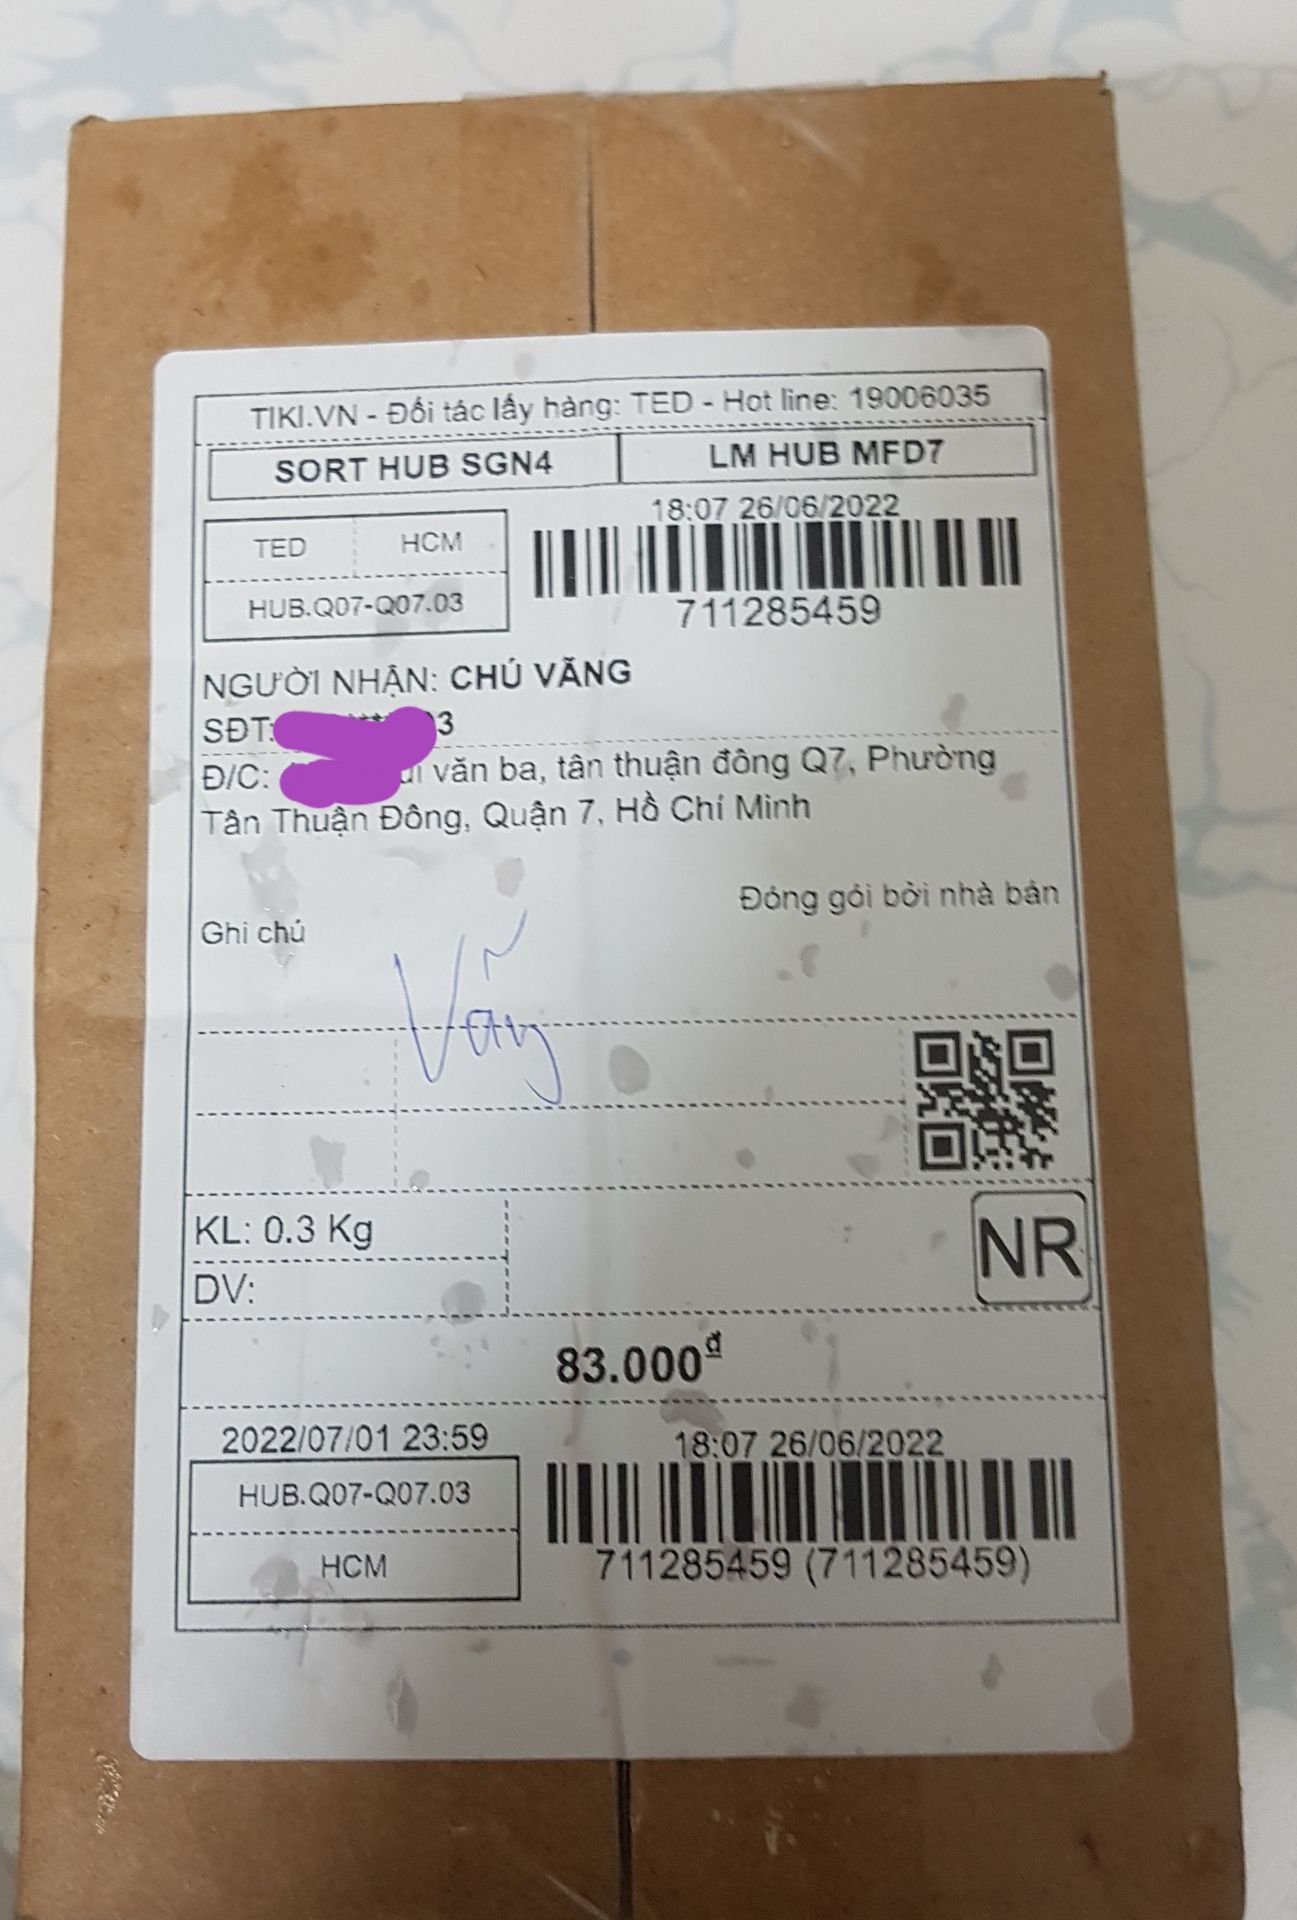 TIKI.VN - Đối tác lấy hàng: TED - Hot line: 19006035
SORT HUB SGN4
LM HUB MFD7
TED
HCM
HUB.Q07-Q07.03
18:07 26/06/2022
711285459
NGƯỜI NHẬN: CHÚ VĂNG
SĐT: 3
Đ/C: văn ba, tân thuận đông Q7, Phường
Tân Thuận Đông, Quận 7, Hồ Chí Minh
Đóng gói bởi nhà bán
Ghi chú
KL: 0.3 Kg
NR
DV:
83.000đ
2022/07/01 23:59
18:07 26/06/2022
HUB.Q07-Q07.03
HCM
711285459 (711285459)